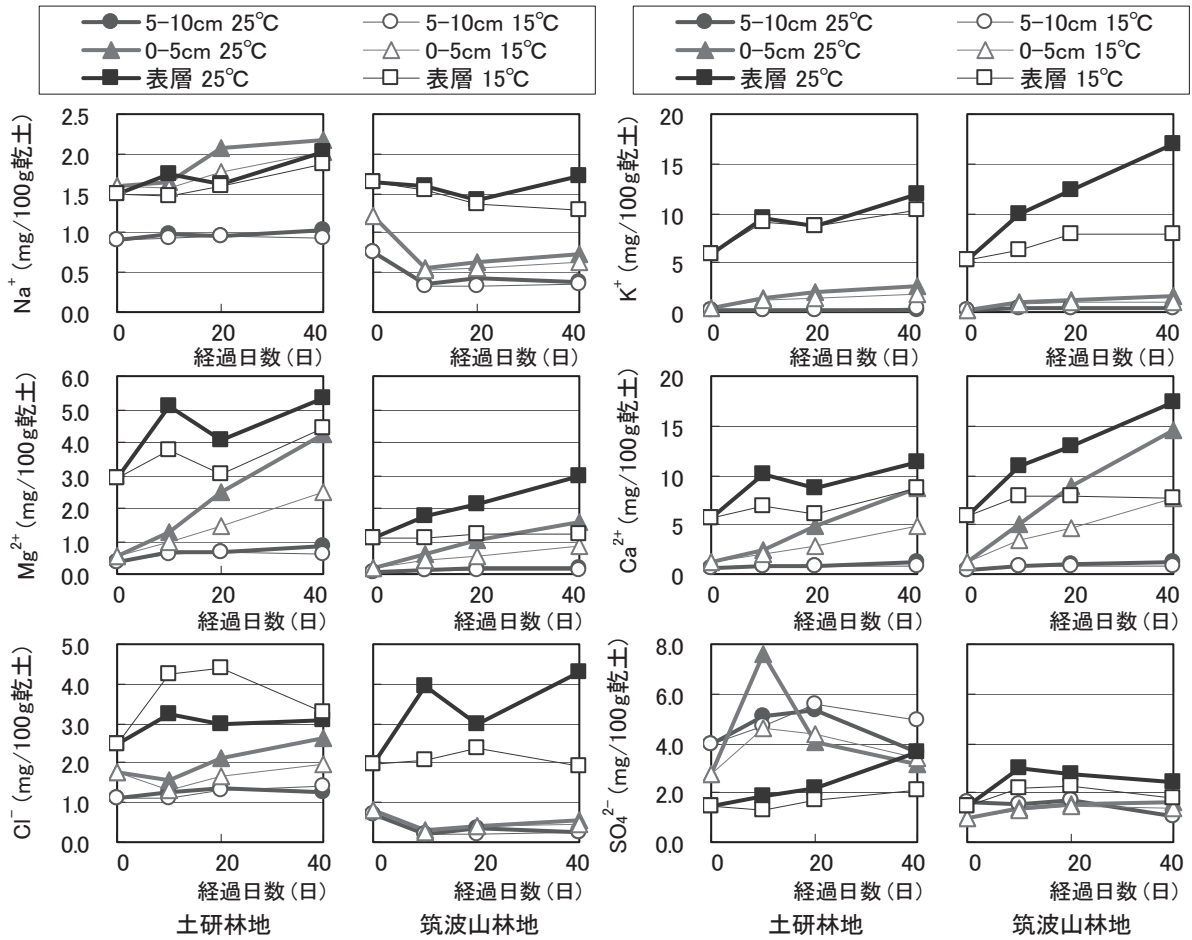 5-10cm 25℃ 5-10cm 15℃
0-5cm 25℃ 0-5cm 15℃
表層 25℃ 表層 15℃
5-10cm 25℃ 5-10cm 15℃
0-5cm 25℃ 0-5cm 15℃
表層 25℃ 表層 15℃
Na⁺ (mg/100g乾土)
2.5
2.0
1.5
1.0
0.5
0.0
0 20 40
経過日数(日)
0 20 40
経過日数(日)
K⁺ (mg/100g乾土)
20
15
10
5
0
0 20 40
経過日数(日)
0 20 40
経過日数(日)
Mg²⁺ (mg/100g乾土)
6.0
5.0
4.0
3.0
2.0
1.0
0.0
0 20 40
経過日数(日)
0 20 40
経過日数(日)
Ca²⁺ (mg/100g乾土)
20
15
10
5
0
0 20 40
経過日数(日)
0 20 40
経過日数(日)
Cl⁻ (mg/100g乾土)
5.0
4.0
3.0
2.0
1.0
0.0
0 20 40
経過日数(日)
0 20 40
経過日数(日)
SO₄²⁻ (mg/100g乾土)
8.0
6.0
4.0
2.0
0.0
0 20 40
経過日数(日)
0 20 40
経過日数(日)
土研林地 筑波山林地 土研林地 筑波山林地